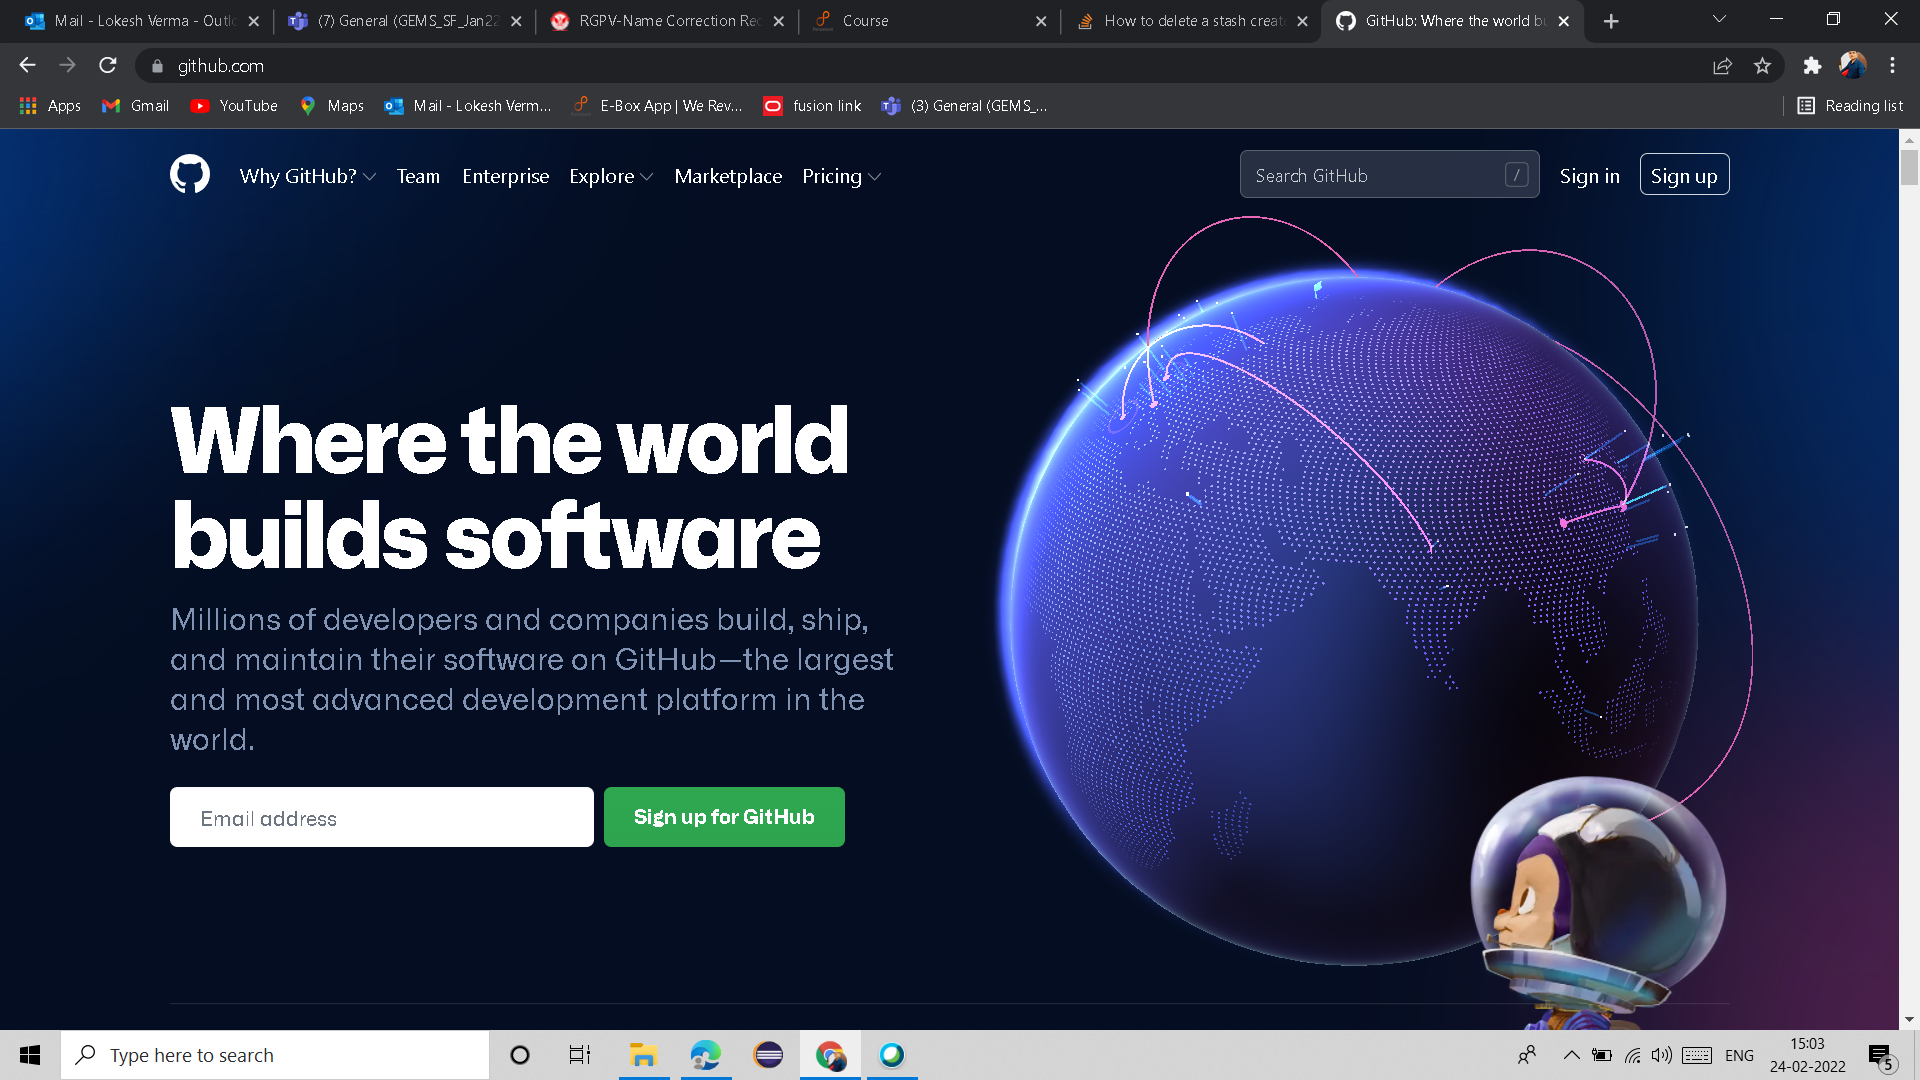 Mail - Lokesh Verma - Outlo
(7) General (GEMS_SF_Jan22
RGPV-Name Correction Rec
Course
How to delete a stash create
GitHub: Where the world bu
github.com
Apps
Gmail
YouTube
Maps
Mail - Lokesh Verm...
E-Box App | We Rev...
fusion link
(3) General (GEMS_...
Reading list
Why GitHub?
Team
Enterprise
Explore
Marketplace
Pricing
Search GitHub
/
Sign in
Sign up
Where the world
builds software
Millions of developers and companies build, ship,
and maintain their software on GitHub—the largest
and most advanced development platform in the
world.
Email address
Sign up for GitHub
Type here to search
ENG
15:03
24-02-2022
5